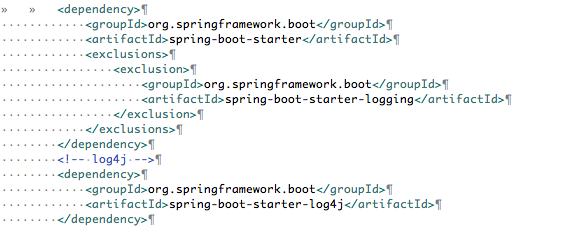 » » <dependency>¶
············<groupId>org.springframework.boot</groupId>¶
············<artifactId>spring-boot-starter</artifactId>¶
············<exclusions>¶
················<exclusion>¶
····················<groupId>org.springframework.boot</groupId>¶
····················<artifactId>spring-boot-starter-logging</artifactId>¶
················</exclusion>¶
············</exclusions>¶
········</dependency>¶
········<!--·log4j·-->¶
········<dependency>¶
············<groupId>org.springframework.boot</groupId>¶
············<artifactId>spring-boot-starter-log4j</artifactId>¶
········</dependency>¶